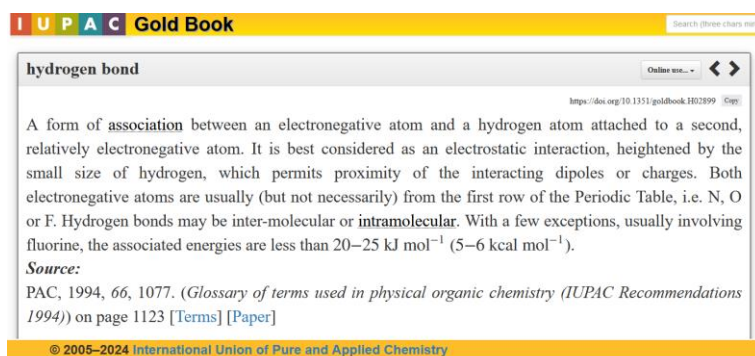 I U P A C Gold Book
Search (three chars mi
hydrogen bond
Online use...
https://doi.org/10.1351/goldbook.H02899 Copy
A form of association between an electronegative atom and a hydrogen atom attached to a second,
relatively electronegative atom. It is best considered as an electrostatic interaction, heightened by the
small size of hydrogen, which permits proximity of the interacting dipoles or charges. Both
electronegative atoms are usually (but not necessarily) from the first row of the Periodic Table, i.e. N, O
or F. Hydrogen bonds may be inter-molecular or intramolecular. With a few exceptions, usually involving
fluorine, the associated energies are less than 20−25 kJ mol⁻¹ (5−6 kcal mol⁻¹).
Source:
PAC, 1994, 66, 1077. (Glossary of terms used in physical organic chemistry (IUPAC Recommendations
1994)) on page 1123 [Terms] [Paper]
© 2005–2024 International Union of Pure and Applied Chemistry